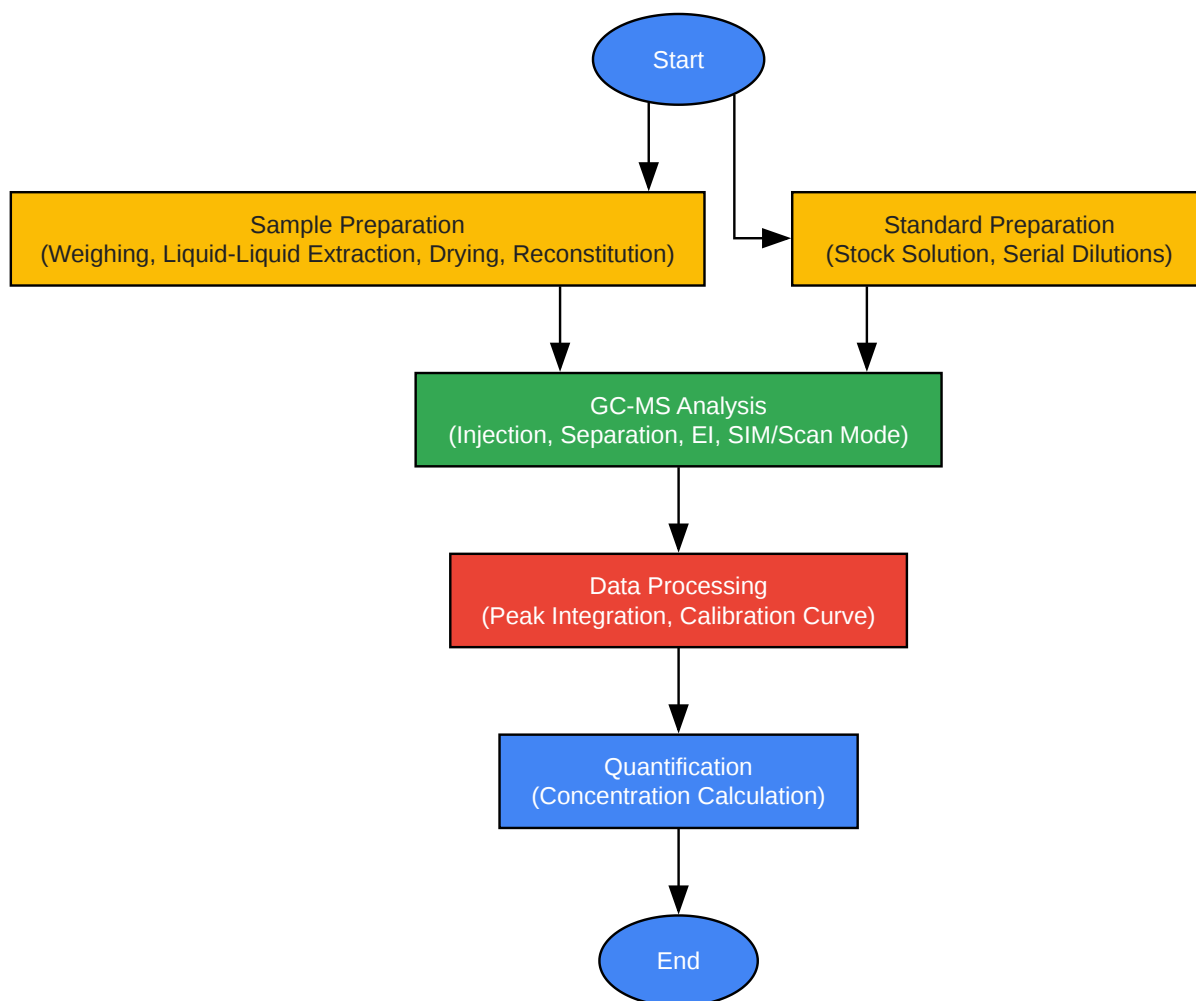 Start
Sample Preparation
(Weighing, Liquid-Liquid Extraction, Drying, Reconstitution)
Standard Preparation
(Stock Solution, Serial Dilutions)
GC-MS Analysis
(Injection, Separation, EI, SIM/Scan Mode)
Data Processing
(Peak Integration, Calibration Curve)
Quantification
(Concentration Calculation)
End